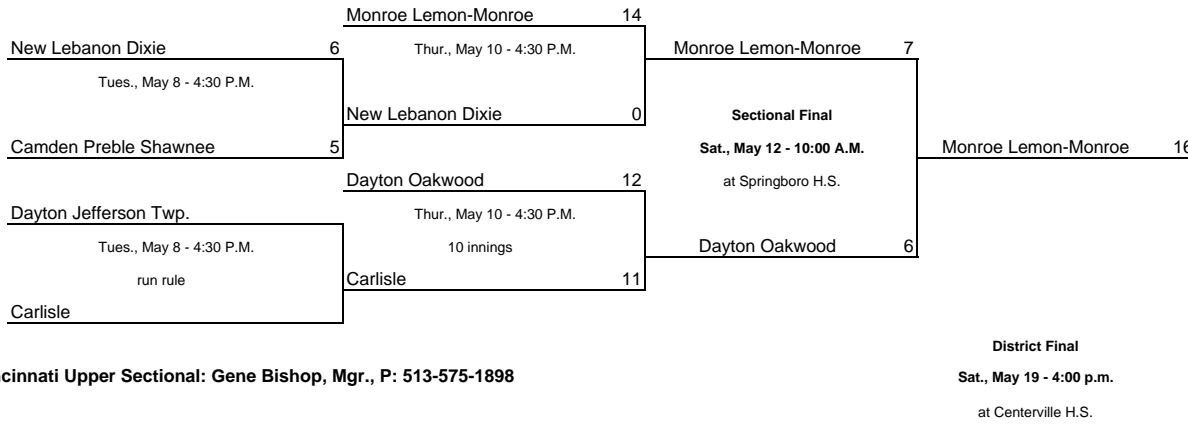 Monroe Lemon-Monroe 14
New Lebanon Dixie 6 Thur., May 10 - 4:30 P.M. Monroe Lemon-Monroe 7
Tues., May 8 - 4:30 P.M.
New Lebanon Dixie 0 Sectional Final
Camden Preble Shawnee 5 Sat., May 12 - 10:00 A.M. Monroe Lemon-Monroe 16
Dayton Oakwood 12 at Springboro H.S.
Dayton Jefferson Twp. Thur., May 10 - 4:30 P.M.
Tues., May 8 - 4:30 P.M. 10 innings Dayton Oakwood 6
run rule Carlisle 11
Carlisle
District Final
Upper Sectional: Gene Bishop, Mgr., P: 513-575-1898 Sat., May 19 - 4:00 p.m.
at Centerville H.S.